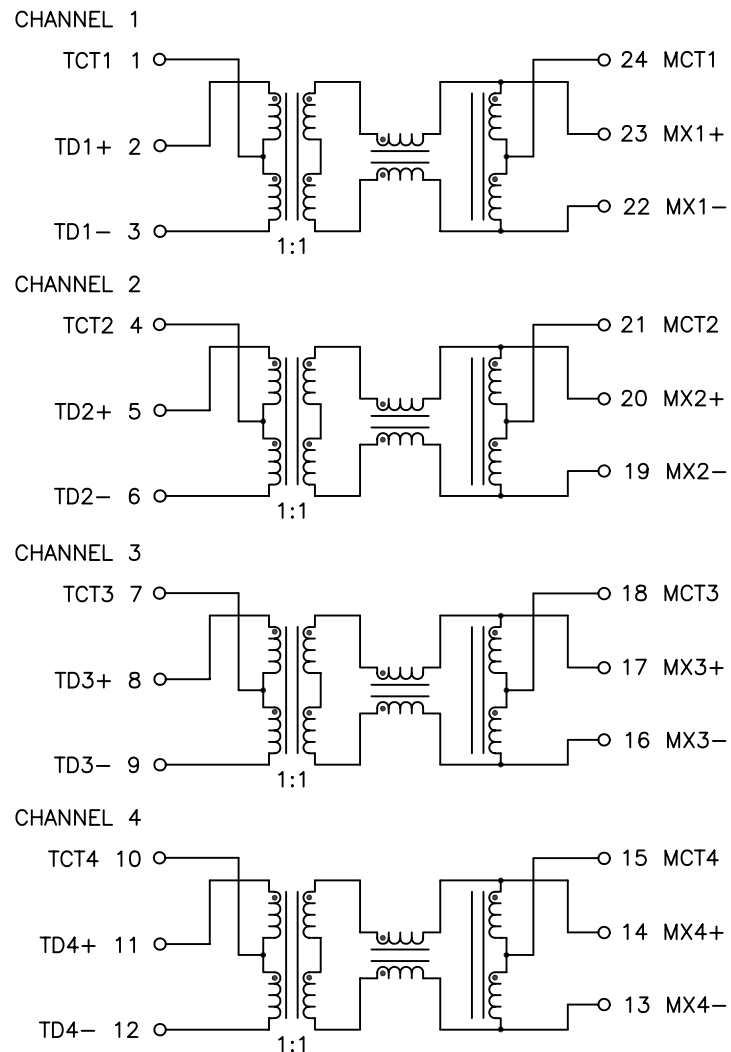 CHANNEL 1
TCT1 1
24 MCT1
TD1+ 2
23 MX1+
22 MX1−
TD1− 3
1:1
CHANNEL 2
TCT2 4
21 MCT2
TD2+ 5
20 MX2+
19 MX2−
TD2− 6
1:1
CHANNEL 3
TCT3 7
18 MCT3
TD3+ 8
17 MX3+
16 MX3−
TD3− 9
1:1
CHANNEL 4
TCT4 10
15 MCT4
TD4+ 11
14 MX4+
13 MX4−
TD4− 12
1:1